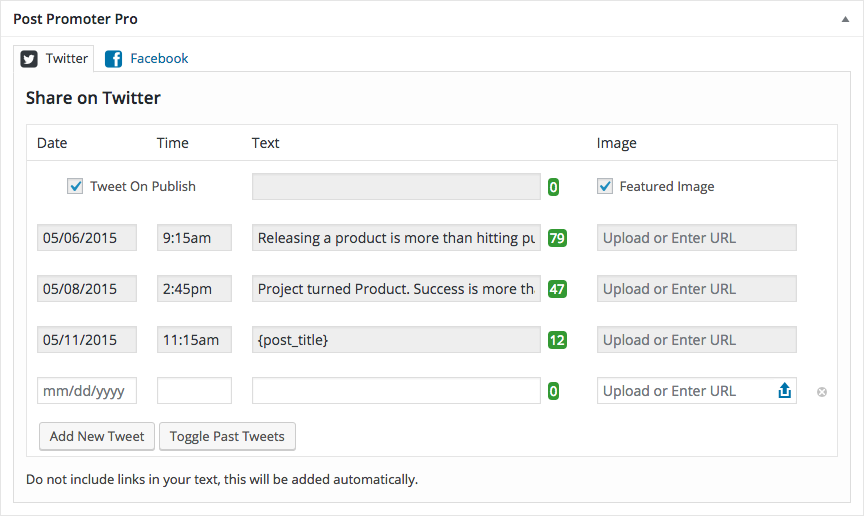 Post Promoter Pro
Twitter Facebook
Share on Twitter
Date Time Text Image
Tweet On Publish 0 Featured Image
05/06/2015 9:15am Releasing a product is more than hitting pu 79 Upload or Enter URL
05/08/2015 2:45pm Project turned Product. Success is more th 47 Upload or Enter URL
05/11/2015 11:15am {post_title} 12 Upload or Enter URL
mm/dd/yyyy 0 Upload or Enter URL
Add New Tweet Toggle Past Tweets
Do not include links in your text, this will be added automatically.